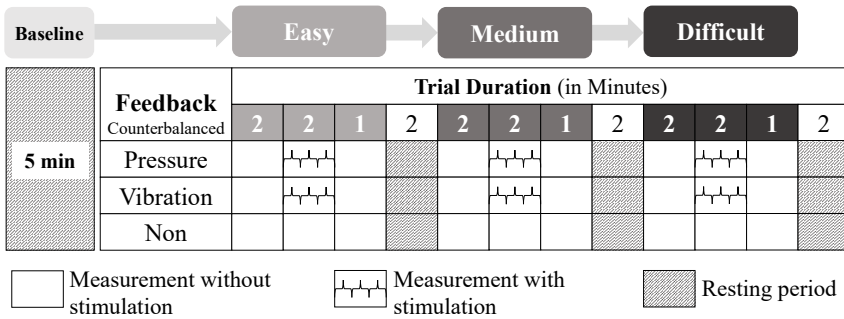 Baseline
Easy
Medium
Difficult
Trial Duration (in Minutes)
Feedback
Counterbalanced
2 2 1 2 2 2 1 2 2 2 1 2
5 min
Pressure
Vibration
Non
Measurement without
stimulation
Measurement with
stimulation
Resting period